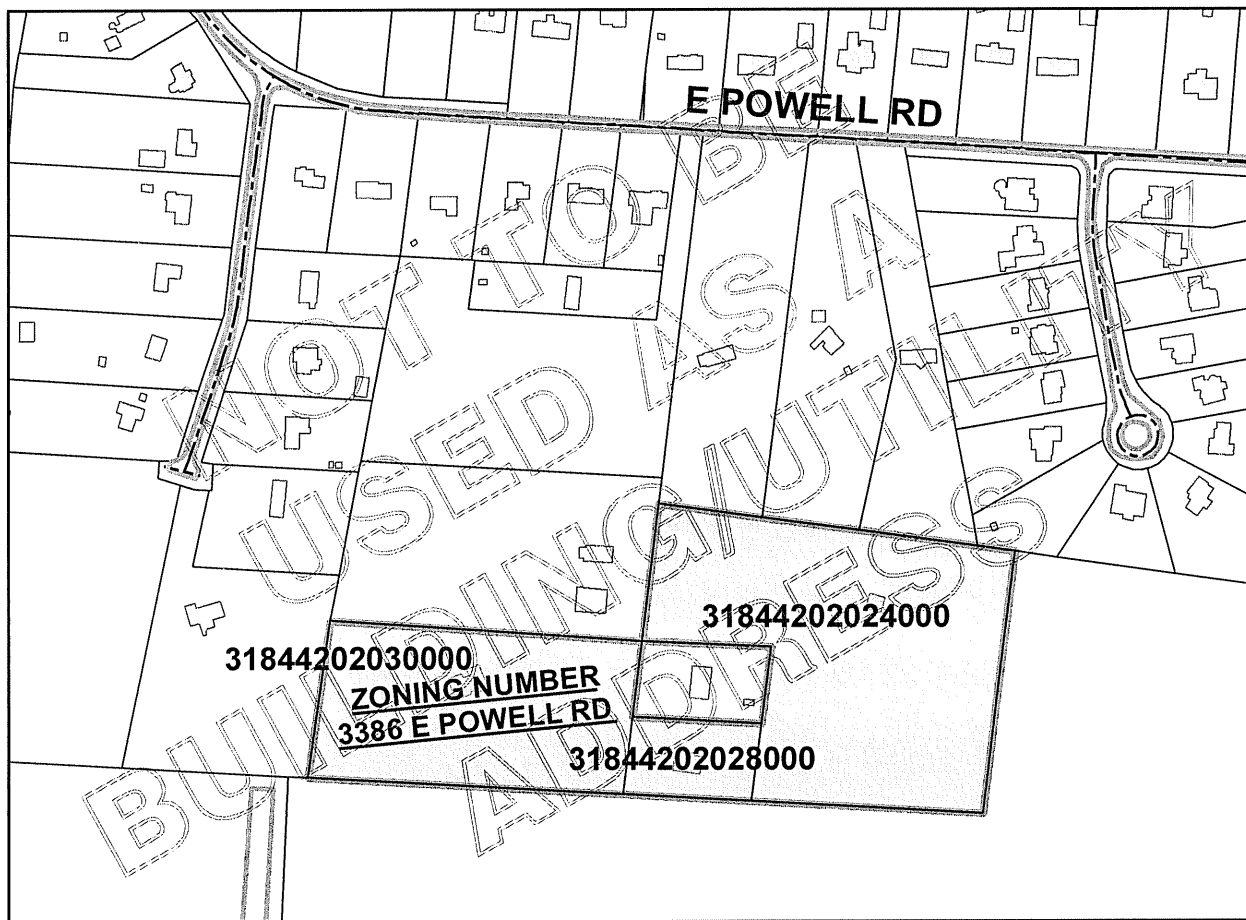 E POWELL RD
NOT TO BE
USED AS A
BUILDING/UTILITY
ADDRESS
31844202024000
31844202030000
ZONING NUMBER
3386 E POWELL RD
31844202028000